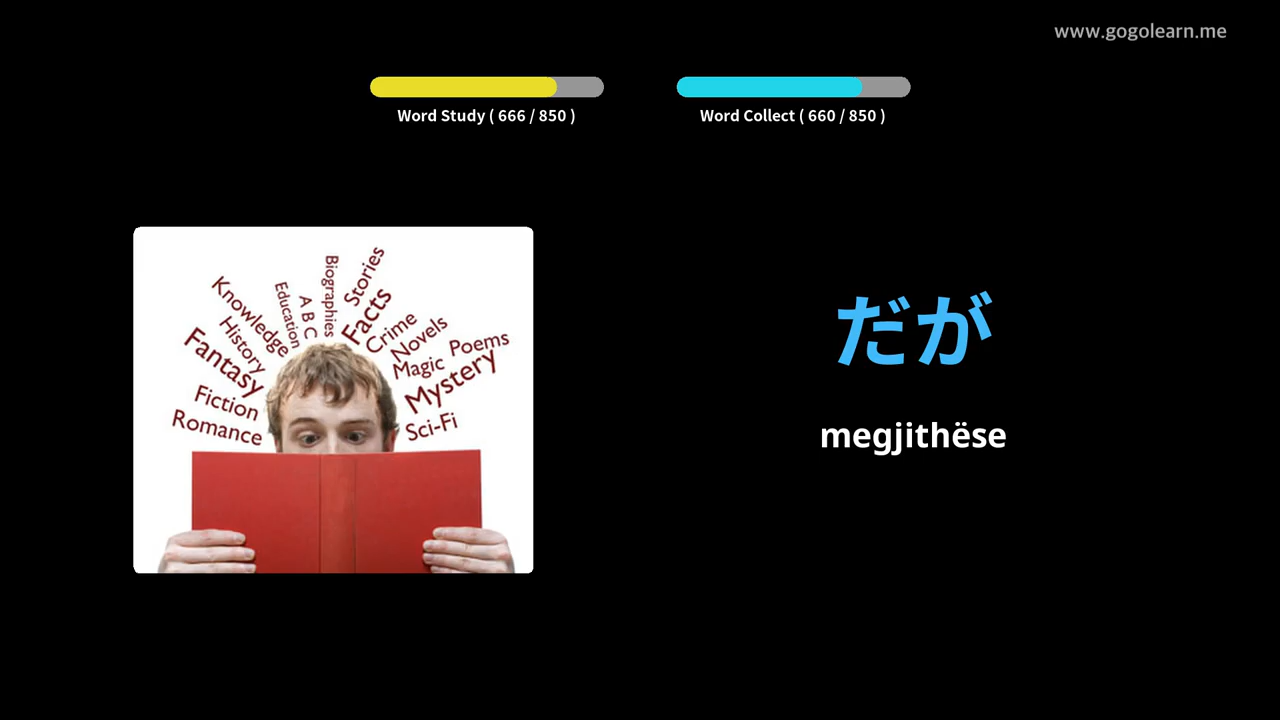 www.gogolearn.me
Word Study ( 666 / 850 )
Word Collect ( 660 / 850 )
Knowledge
Education
A B C
Biographies
Stories
Facts
History
Crime
Novels
Fantasy
Magic
Poems
Mystery
Fiction
Romance
Sci-Fi
だが
megjithëse